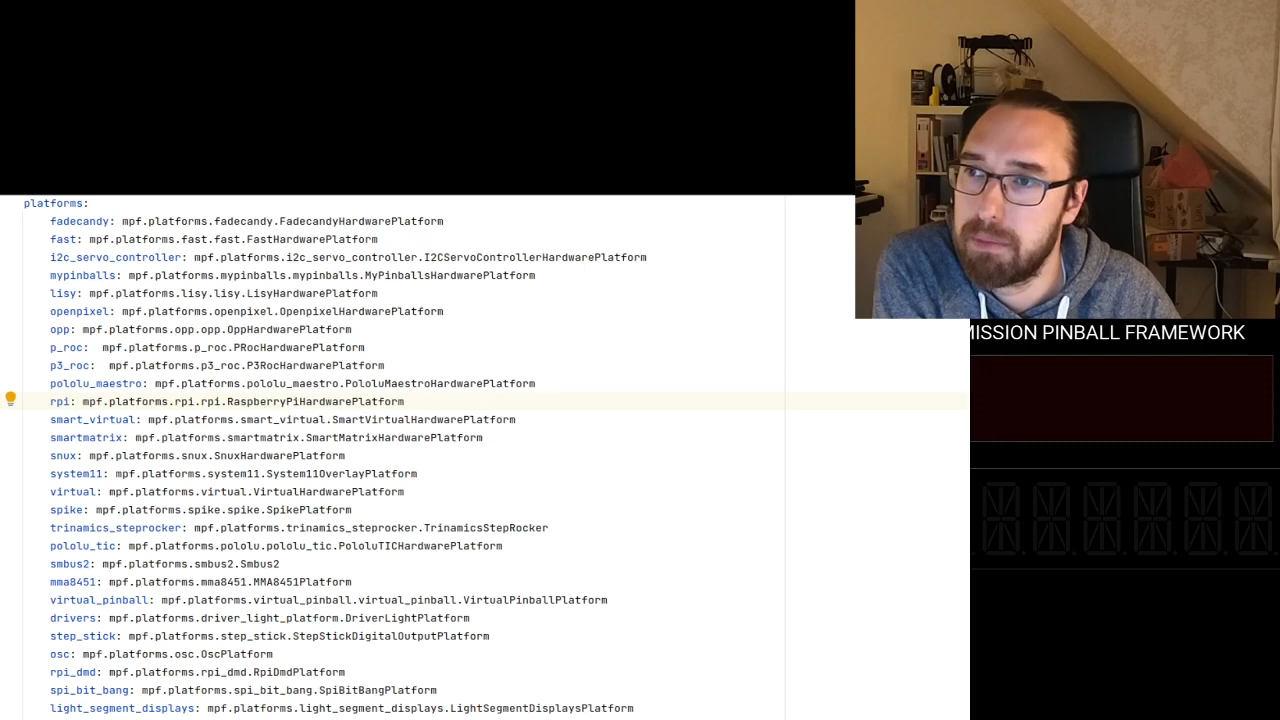 platforms:
fadecandy: mpf.platforms.fadecandy.FadecandyHardwarePlatform
fast: mpf.platforms.fast.fast.FastHardwarePlatform
i2c_servo_controller: mpf.platforms.i2c_servo_controller.I2CServoControllerHardwarePlatform
mypinballs: mpf.platforms.mypinballs.mypinballs.MyPinballsHardwarePlatform
lisy: mpf.platforms.lisy.lisy.LisyHardwarePlatform
openpixel: mpf.platforms.openpixel.OpenpixelHardwarePlatform
opp: mpf.platforms.opp.opp.OppHardwarePlatform
p_roc:  mpf.platforms.p_roc.PRocHardwarePlatform
p3_roc:  mpf.platforms.p3_roc.P3RocHardwarePlatform
pololu_maestro: mpf.platforms.pololu_maestro.PololuMaestroHardwarePlatform
rpi: mpf.platforms.rpi.rpi.RaspberryPiHardwarePlatform
smart_virtual: mpf.platforms.smart_virtual.SmartVirtualHardwarePlatform
smartmatrix: mpf.platforms.smartmatrix.SmartMatrixHardwarePlatform
snux: mpf.platforms.snux.SnuxHardwarePlatform
system11: mpf.platforms.system11.System11OverlayPlatform
virtual: mpf.platforms.virtual.VirtualHardwarePlatform
spike: mpf.platforms.spike.spike.SpikePlatform
trinamics_steprocker: mpf.platforms.trinamics_steprocker.TrinamicsStepRocker
pololu_tic: mpf.platforms.pololu.pololu_tic.PololuTICHardwarePlatform
smbus2: mpf.platforms.smbus2.Smbus2
mma8451: mpf.platforms.mma8451.MMA8451Platform
virtual_pinball: mpf.platforms.virtual_pinball.virtual_pinball.VirtualPinballPlatform
drivers: mpf.platforms.driver_light_platform.DriverLightPlatform
step_stick: mpf.platforms.step_stick.StepStickDigitalOutputPlatform
osc: mpf.platforms.osc.OscPlatform
rpi_dmd: mpf.platforms.rpi_dmd.RpiDmdPlatform
spi_bit_bang: mpf.platforms.spi_bit_bang.SpiBitBangPlatform
light_segment_displays: mpf.platforms.light_segment_displays.LightSegmentDisplaysPlatform
MISSION PINBALL FRAMEWORK